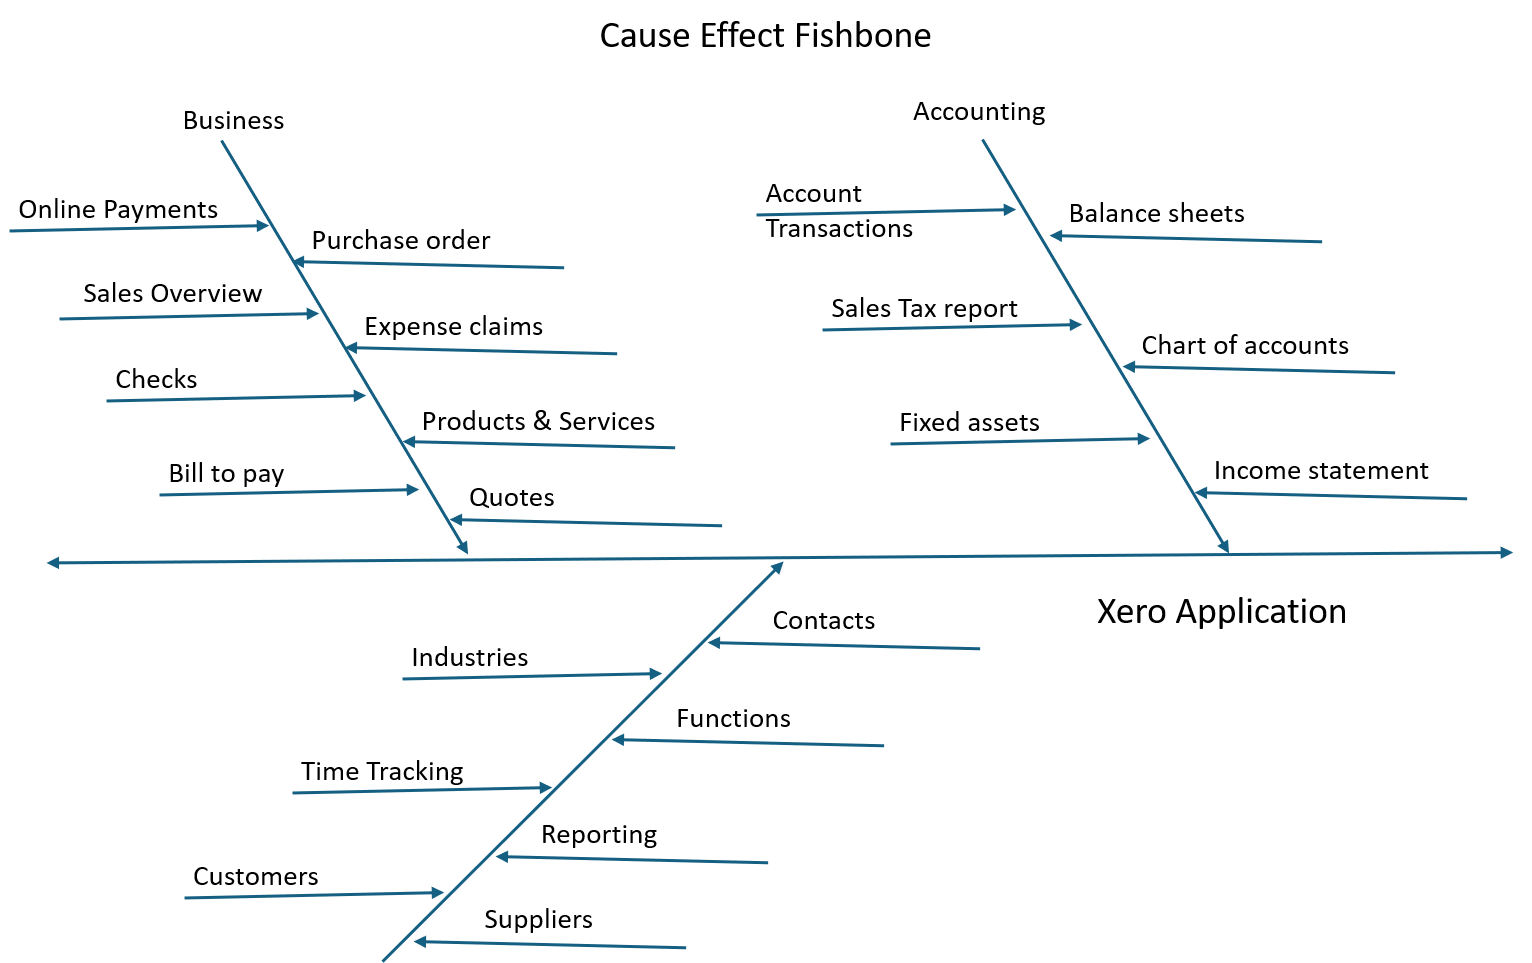 Cause Effect Fishbone
Business
Accounting
Online Payments
Purchase order
Sales Overview
Expense claims
Checks
Products & Services
Bill to pay
Quotes
Account
Transactions
Balance sheets
Sales Tax report
Chart of accounts
Fixed assets
Income statement
Xero Application
Contacts
Industries
Functions
Time Tracking
Reporting
Customers
Suppliers